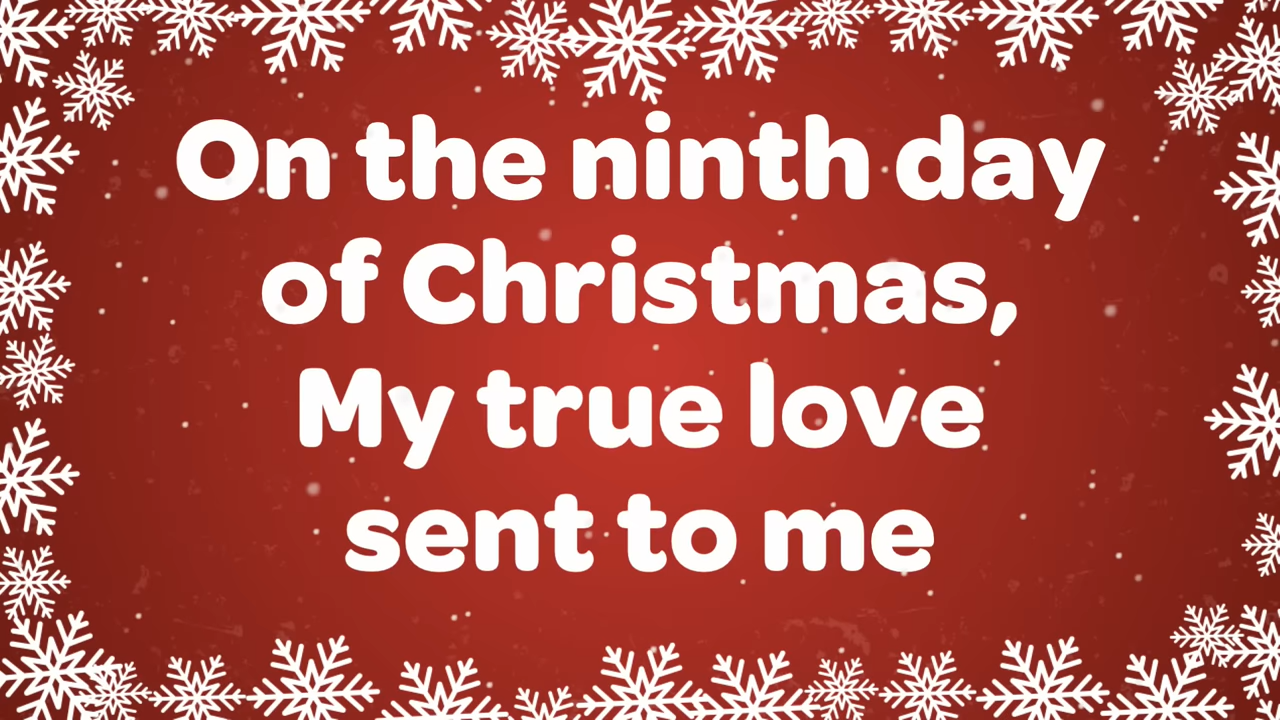 On the ninth day
of Christmas,
My true love
sent to me